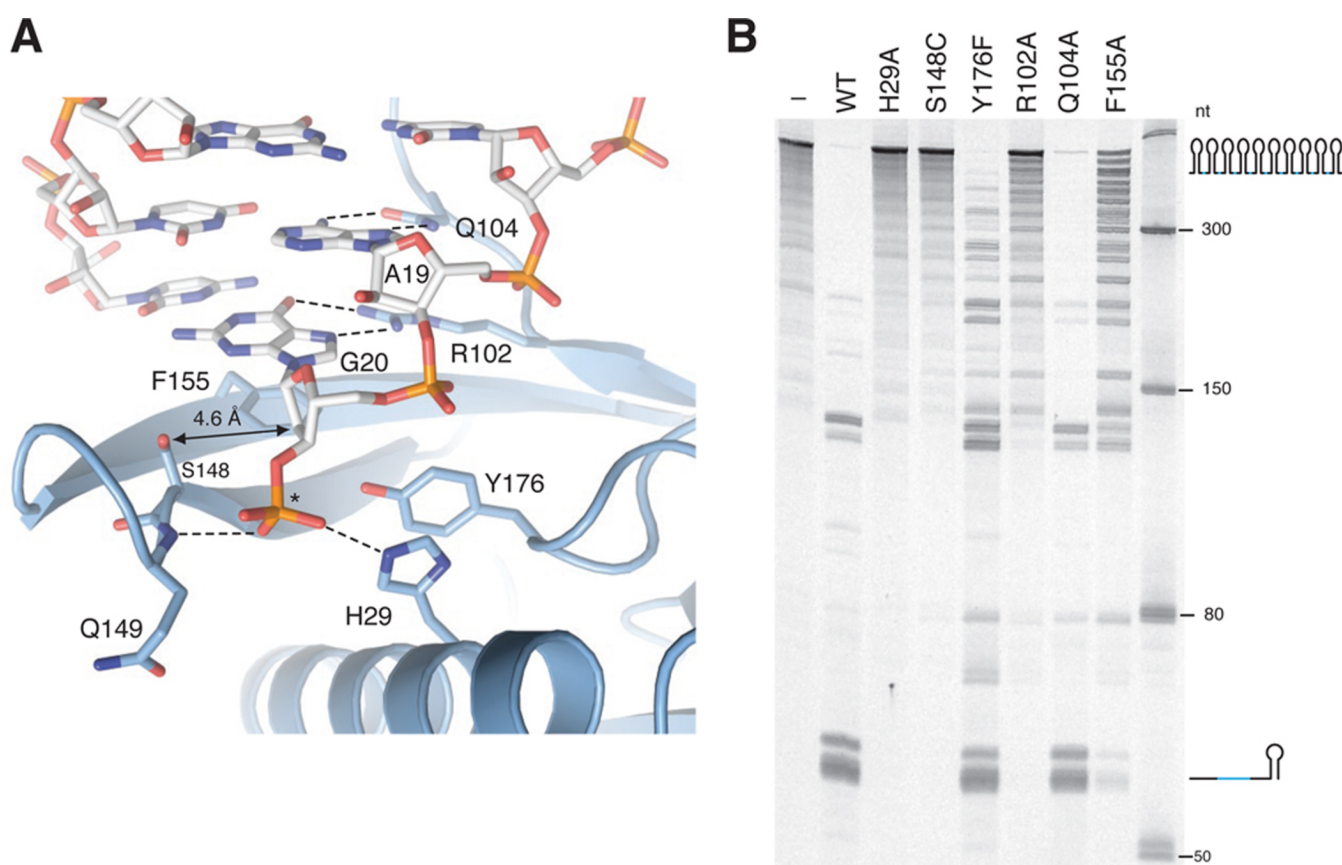 A
Q104
A19
R102
G20
F155
4.6 Å
S148
*
Y176
Q149
H29
B
–
WT
H29A
S148C
Y176F
R102A
Q104A
F155A
nt
300
150
80
50